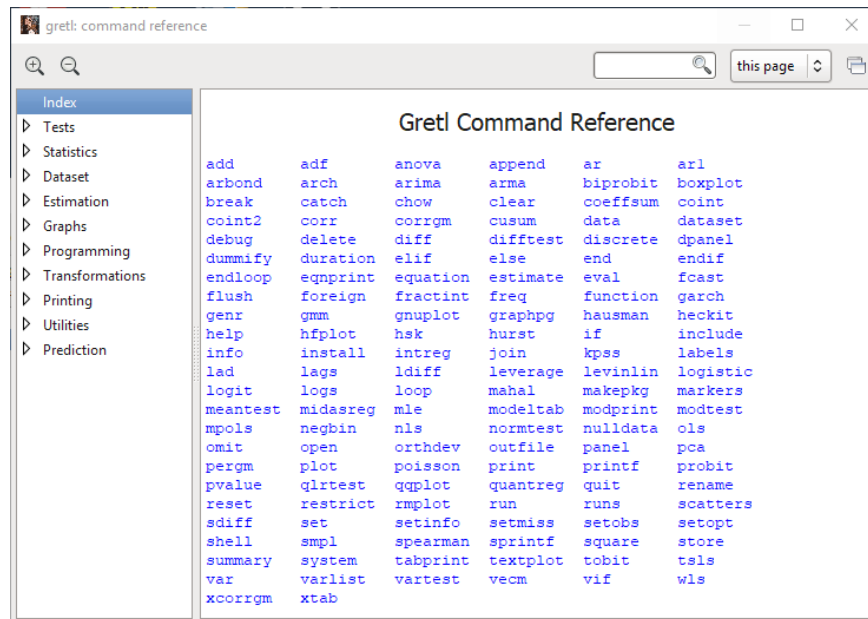 gretl: command reference
this page
Index
Tests
Statistics
Dataset
Estimation
Graphs
Programming
Transformations
Printing
Utilities
Prediction
Gretl Command Reference
add adf anova append ar ar1
arbond arch arima arma biprobit boxplot
break catch chow clear coeffsum coint
coint2 corr corrgm cusum data dataset
debug delete diff difftest discrete dpanel
dummify duration elif else end endif
endloop eqnprint equation estimate eval fcast
flush foreign fractint freq function garch
genr gmm gnuplot graphpg hausman heckit
help hfplot hsk hurst if include
info install intreg join kpss labels
lad lags ldiff leverage levinlin logistic
logit logs loop mahal makepkg markers
meantest midasreg mle modeltab modprint modtest
mpols negbin nls normtest nulldata ols
omit open orthdev outfile panel pca
pergm plot poisson print printf probit
pvalue qlrtest qqplot quantreg quit rename
reset restrict rmplot run runs scatters
sdiff set setinfo setmiss setobs setopt
shell smpl spearman sprintf square store
summary system tabprint textplot tobit tsls
var varlist vartest vecm vif wls
xcorrgm xtab